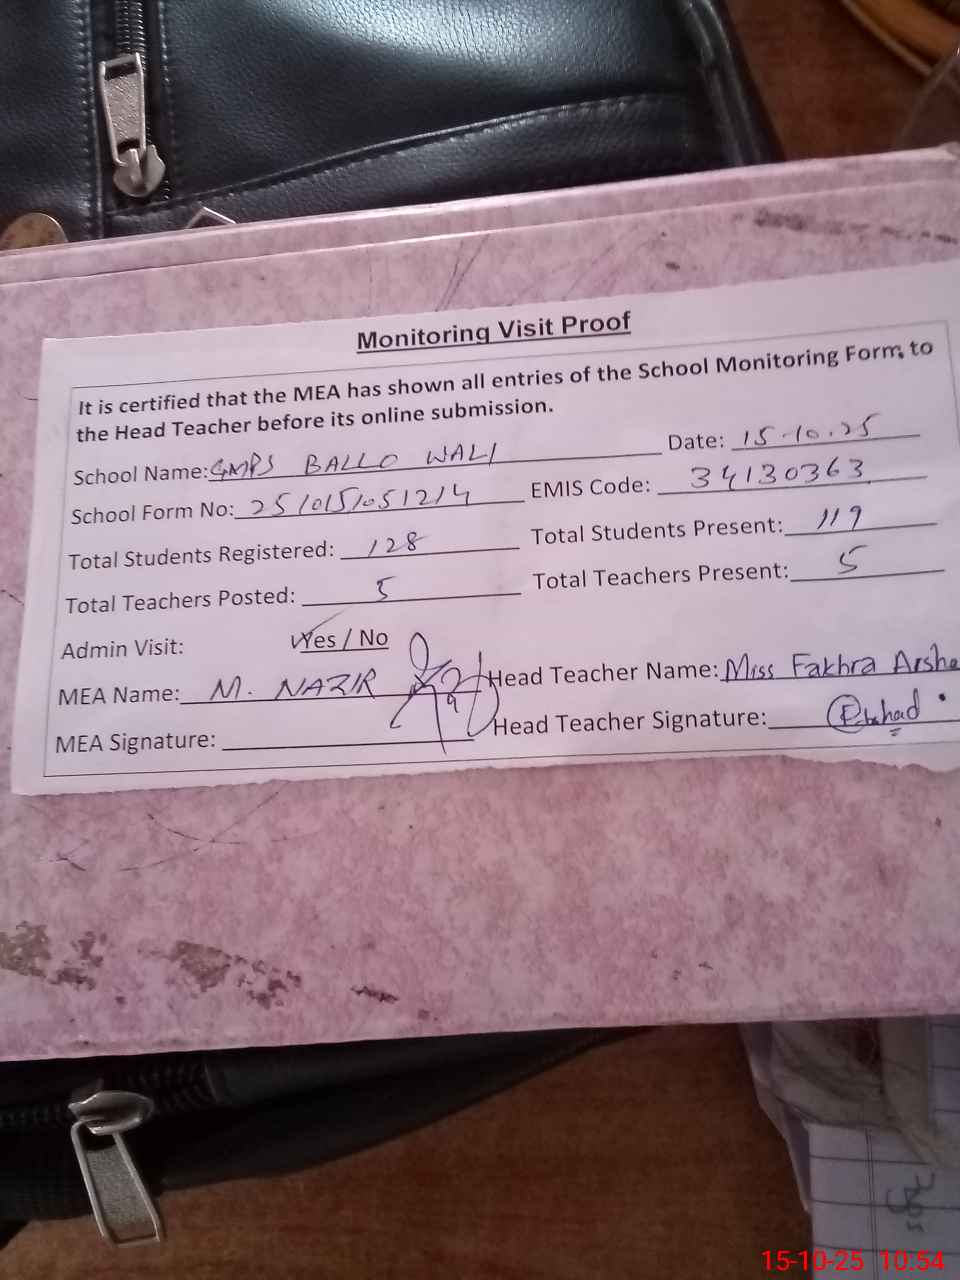 Monitoring Visit Proof
It is certified that the MEA has shown all entries of the School Monitoring Form to
the Head Teacher before its online submission.
School Name: GMPS BALLO WALI Date: 15-10-25
School Form No: 2510151051214 EMIS Code: 34130363
Total Students Registered: 128 Total Students Present: 119
Total Teachers Posted: 5 Total Teachers Present: 5
Admin Visit: Yes / No
MEA Name: M. NAZIR Head Teacher Name: Miss Fakhra Arsha
MEA Signature: Head Teacher Signature:
15-10-25 10:54